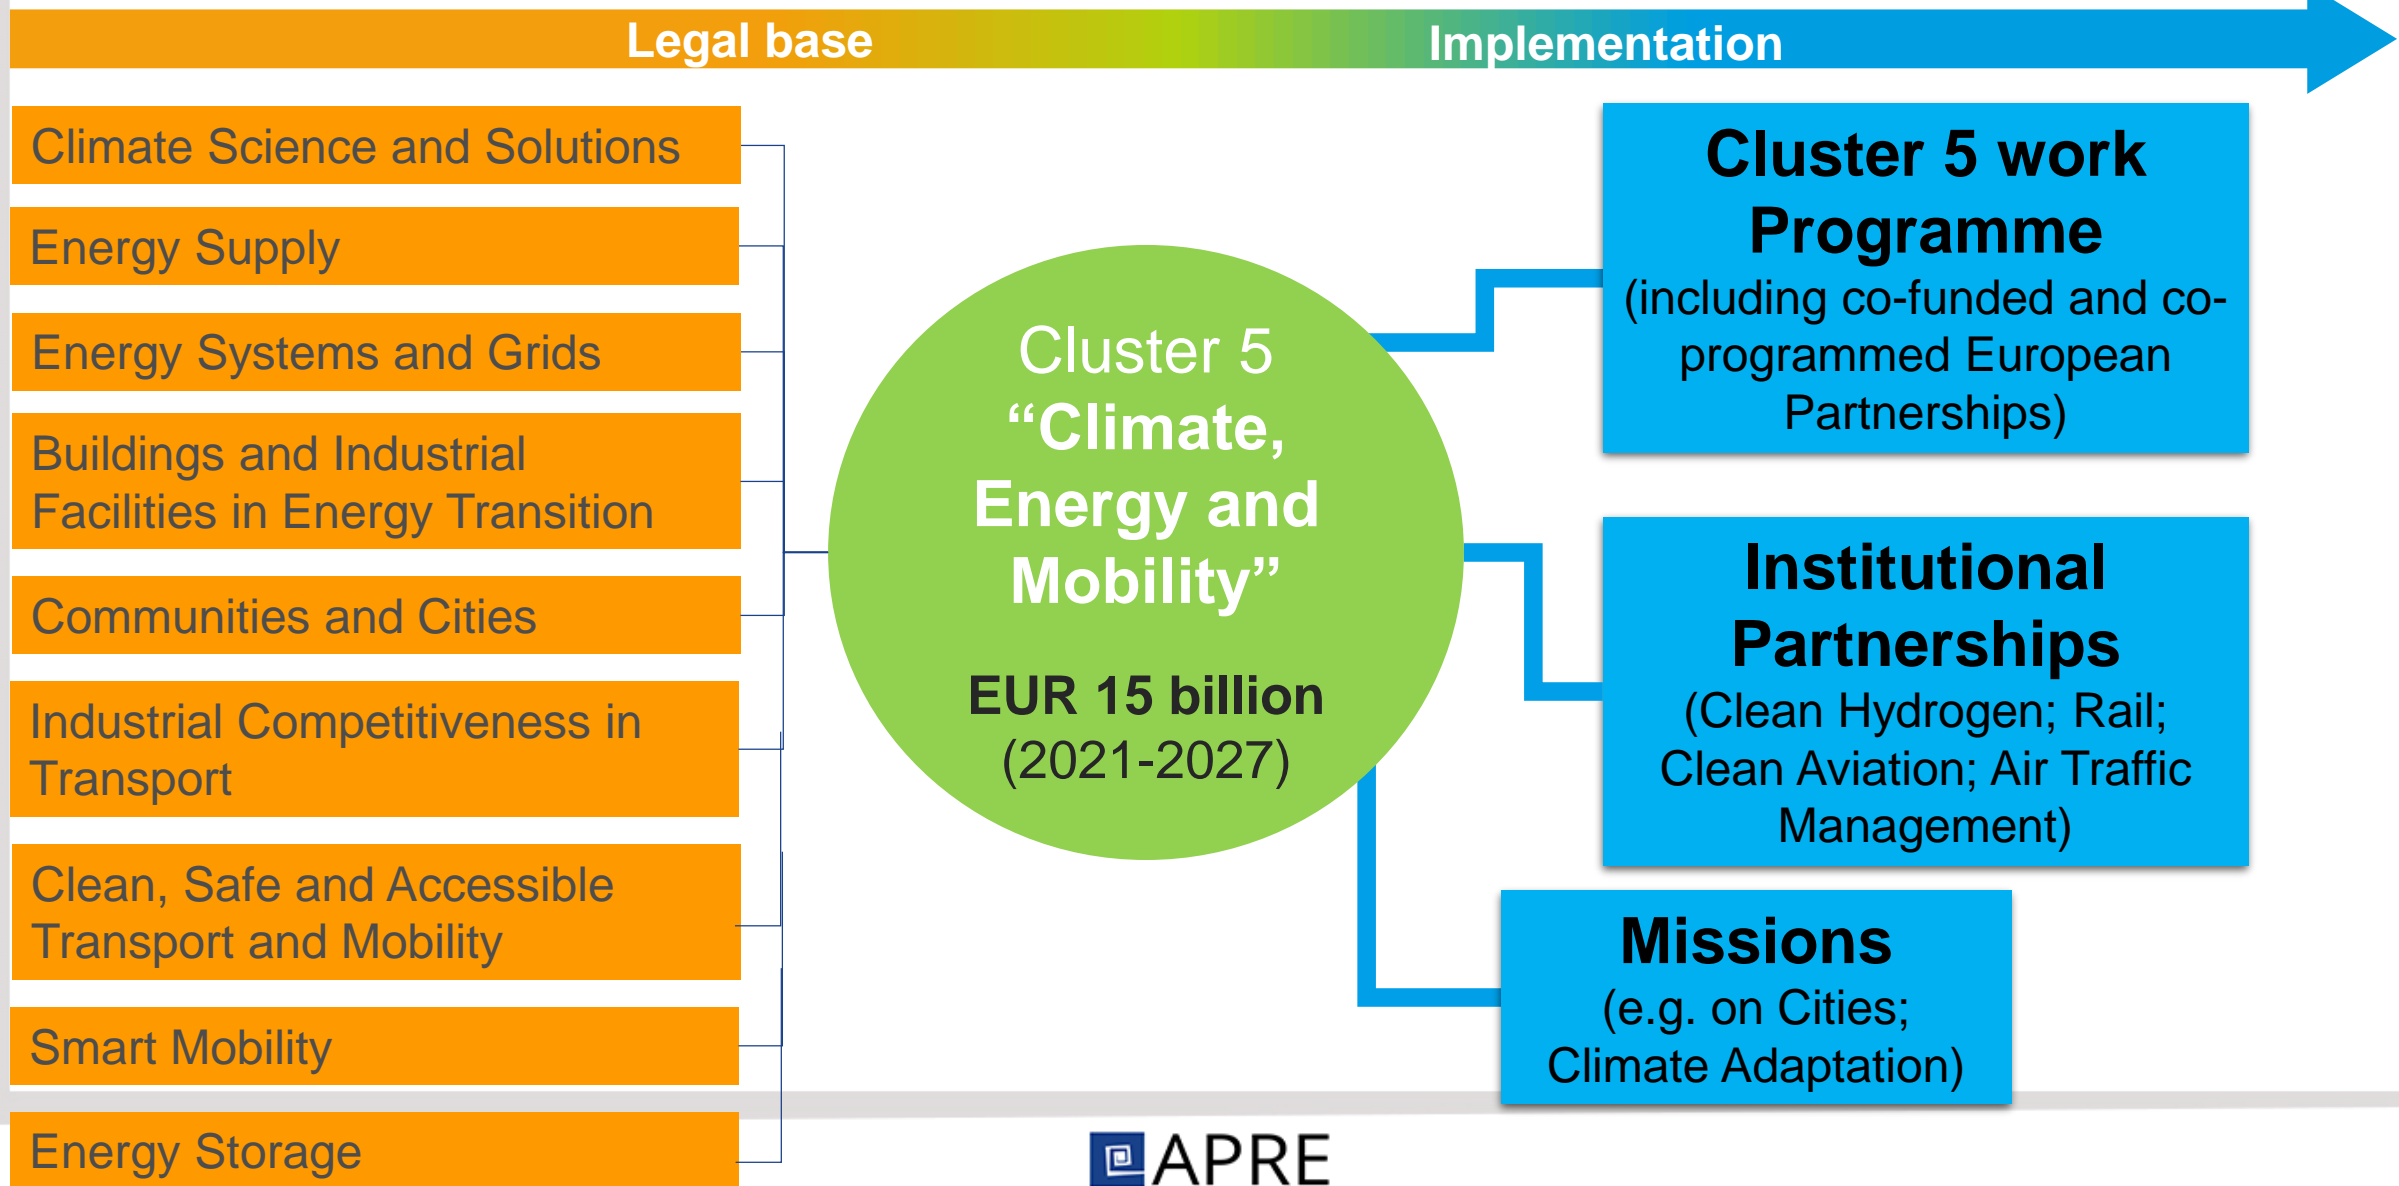 Legal base
Implementation
Climate Science and Solutions
Energy Supply
Energy Systems and Grids
Buildings and Industrial
Facilities in Energy Transition
Communities and Cities
Industrial Competitiveness in
Transport
Clean, Safe and Accessible
Transport and Mobility
Smart Mobility
Energy Storage
Cluster 5
“Climate,
Energy and
Mobility”
EUR 15 billion
(2021-2027)
Cluster 5 work
Programme
(including co-funded and co-
programmed European
Partnerships)
Institutional
Partnerships
(Clean Hydrogen; Rail;
Clean Aviation; Air Traffic
Management)
Missions
(e.g. on Cities;
Climate Adaptation)
APRE